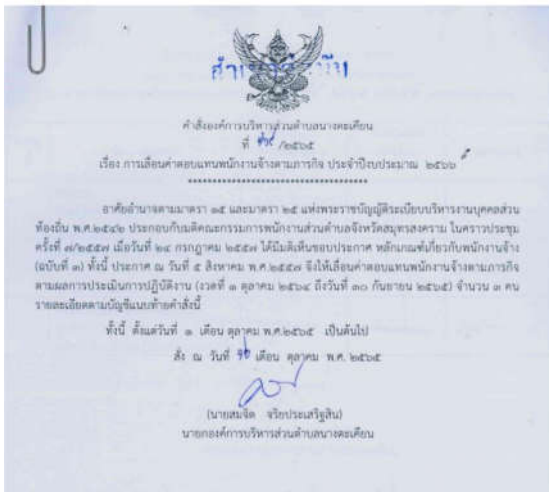 คำสั่งองค์การบริหารส่วนตำบลนางตะเคียน
ที่ /๒๕๖๕
เรื่อง การเลื่อนค่าตอบแทนพนักงานจ้างตามภารกิจ ประจำปีงบประมาณ ๒๕๖๖
************************************
อาศัยอำนาจตามมาตรา ๑๕ และมาตรา ๒๕ แห่งพระราชบัญญัติระเบียบบริหารงานบุคคลส่วน
ท้องถิ่น พ.ศ.๒๕๔๒ ประกอบกับมติคณะกรรมการพนักงานส่วนตำบลจังหวัดสมุทรสงคราม ในคราวประชุม
ครั้งที่ ๗/๒๕๕๗ เมื่อวันที่ ๒๔ กรกฎาคม ๒๕๕๗ ได้มีมติเห็นชอบประกาศ หลักเกณฑ์เกี่ยวกับพนักงานจ้าง
(ฉบับที่ ๓) ทั้งนี้ ประกาศ ณ วันที่ ๕ สิงหาคม พ.ศ.๒๕๕๗ จึงให้เลื่อนค่าตอบแทนพนักงานจ้างตามภารกิจ
ตามผลการประเมินการปฏิบัติงาน (งวดที่ ๑ ตุลาคม ๒๕๖๔ ถึงวันที่ ๓๐ กันยายน ๒๕๖๕) จำนวน ๓ คน
รายละเอียดตามบัญชีแนบท้ายคำสั่งนี้
ทั้งนี้ ตั้งแต่วันที่ ๑ เดือน ตุลาคม พ.ศ.๒๕๖๕ เป็นต้นไป
สั่ง ณ วันที่ เดือน ตุลาคม พ.ศ. ๒๕๖๕
(นายสมจิต จริยประเสริฐสิน)
นายกองค์การบริหารส่วนตำบลนางตะเคียน